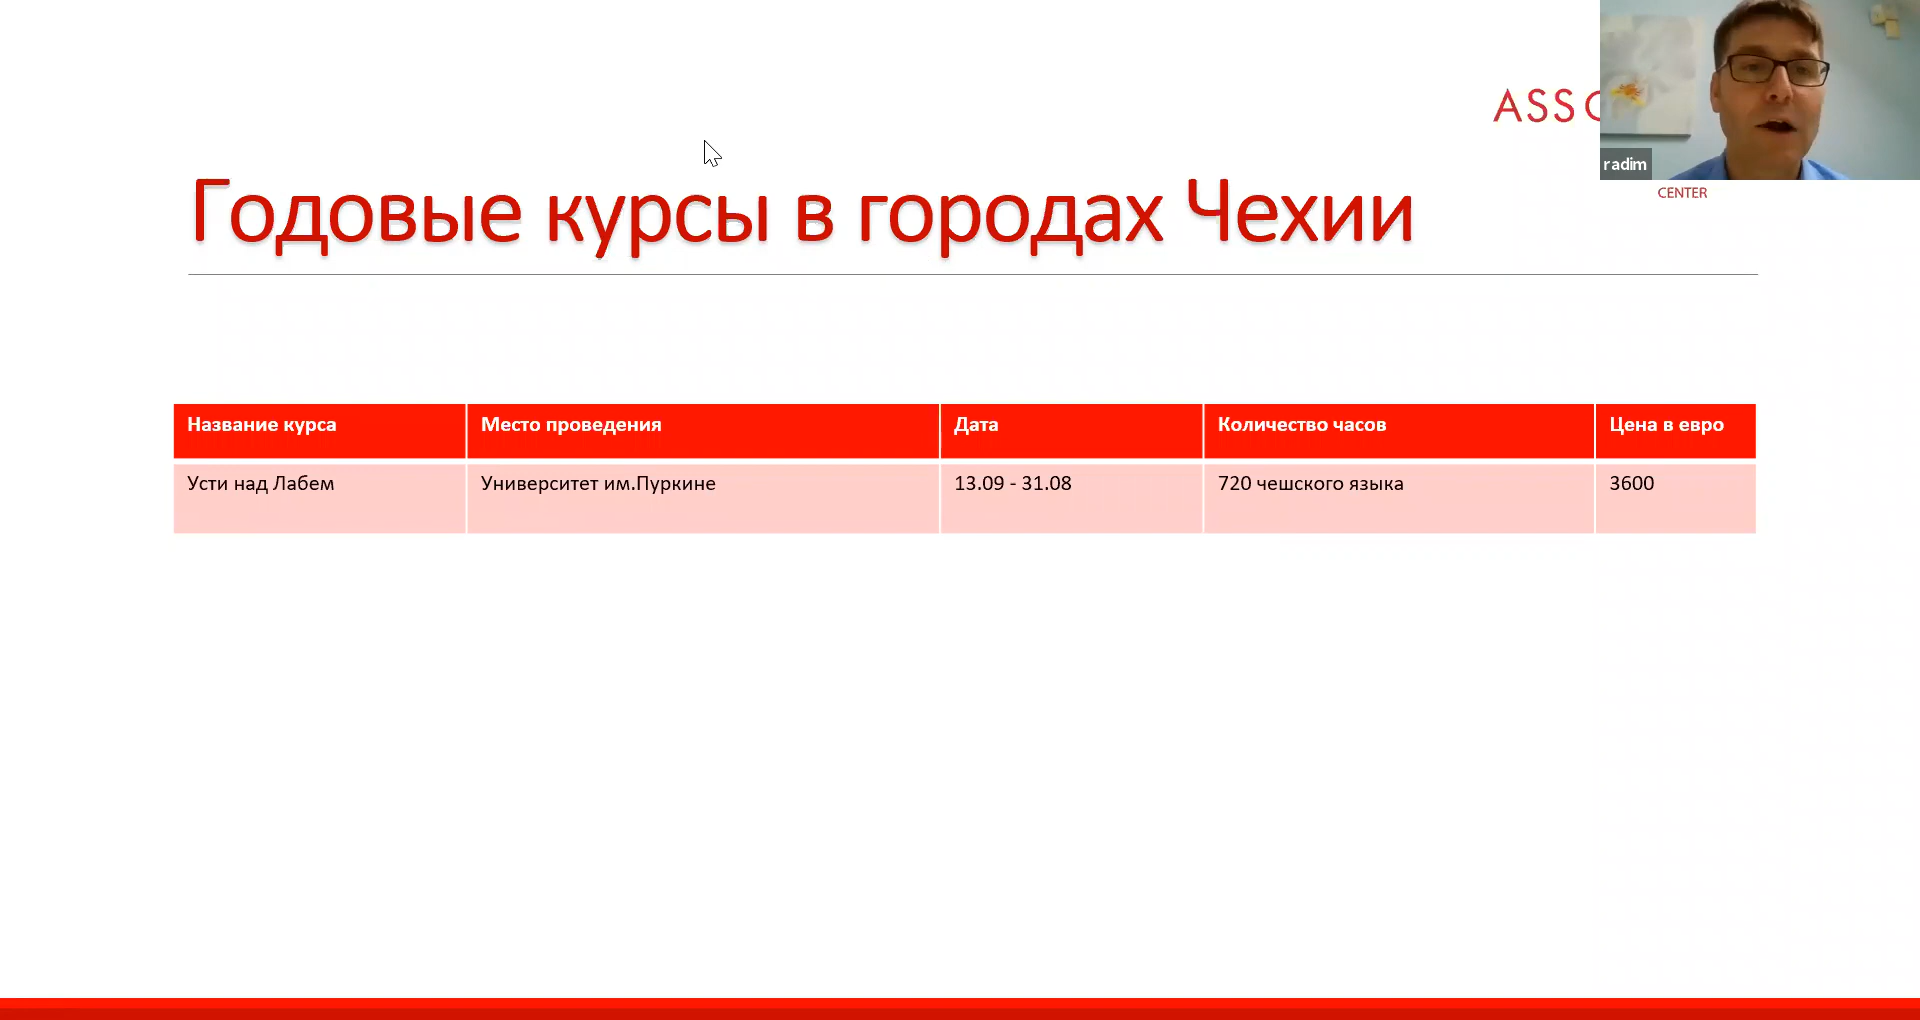 ASSO
radim
CENTER
Годовые курсы в городах Чехии
Название курса Место проведения Дата Количество часов Цена в евро
Усти над Лабем Университет им.Пуркине 13.09 - 31.08 720 чешского языка 3600